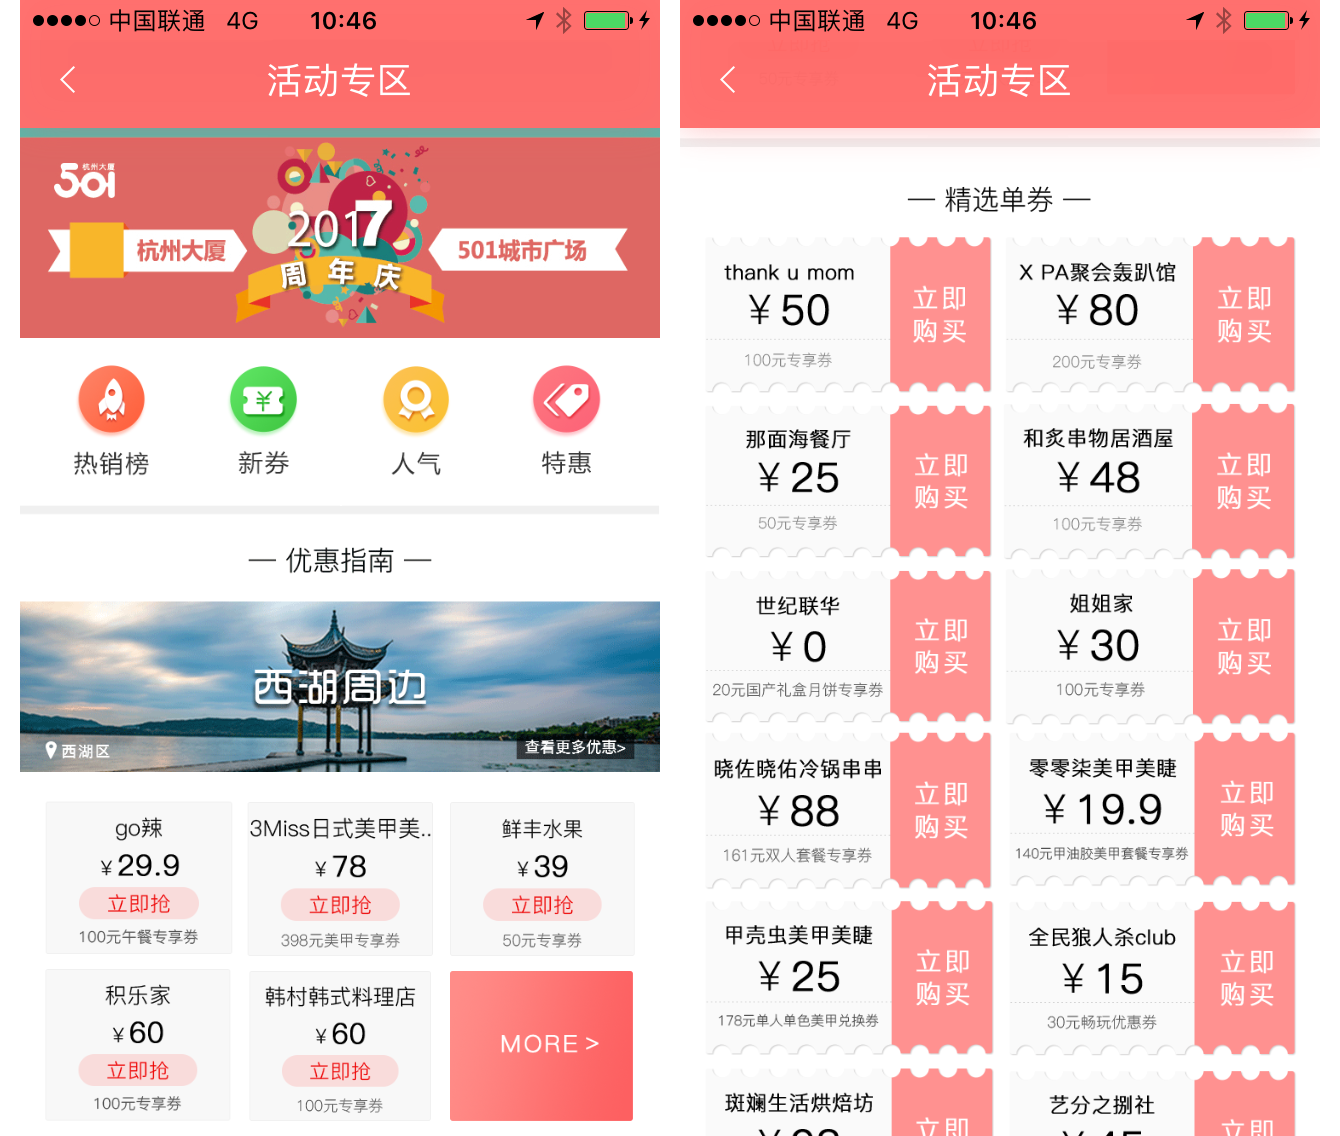 中国联通 4G 10:46
活动专区
杭州大厦
501
杭州大厦
2017
周年庆
501城市广场
热销榜 新券 人气 特惠
— 优惠指南 —
西湖周边
西湖区
查看更多优惠>
go辣
¥29.9
立即抢
100元午餐专享券
3Miss日式美甲美..
¥78
立即抢
398元美甲专享券
鲜丰水果
¥39
立即抢
50元专享券
积乐家
¥60
立即抢
100元专享券
韩村韩式料理店
¥60
立即抢
100元专享券
MORE >
中国联通 4G 10:46
活动专区
— 精选单券 —
thank u mom
¥50
100元专享券
立即
购买
X PA聚会轰趴馆
¥80
200元专享券
立即
购买
那面海餐厅
¥25
50元专享券
立即
购买
和炙串物居酒屋
¥48
100元专享券
立即
购买
世纪联华
¥0
20元国产礼盒月饼专享券
立即
购买
姐姐家
¥30
100元专享券
立即
购买
晓佐晓佑冷锅串串
¥88
161元双人套餐专享券
立即
购买
零零柒美甲美睫
¥19.9
140元甲油胶美甲套餐专享券
立即
购买
甲壳虫美甲美睫
¥25
178元单人单色美甲兑换券
立即
购买
全民狼人杀club
¥15
30元畅玩优惠券
立即
购买
斑斓生活烘焙坊
立即
艺分之捌社
立即